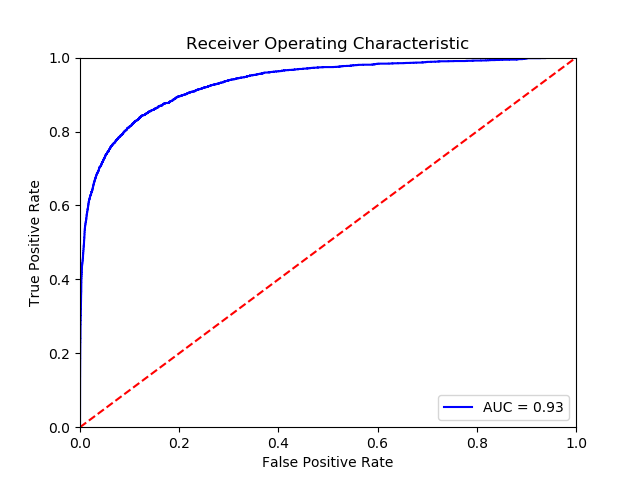 Receiver Operating Characteristic
1.0
0.8
0.6
0.4
0.2
0.0
True Positive Rate
AUC = 0.93
0.0 0.2 0.4 0.6 0.8 1.0
False Positive Rate